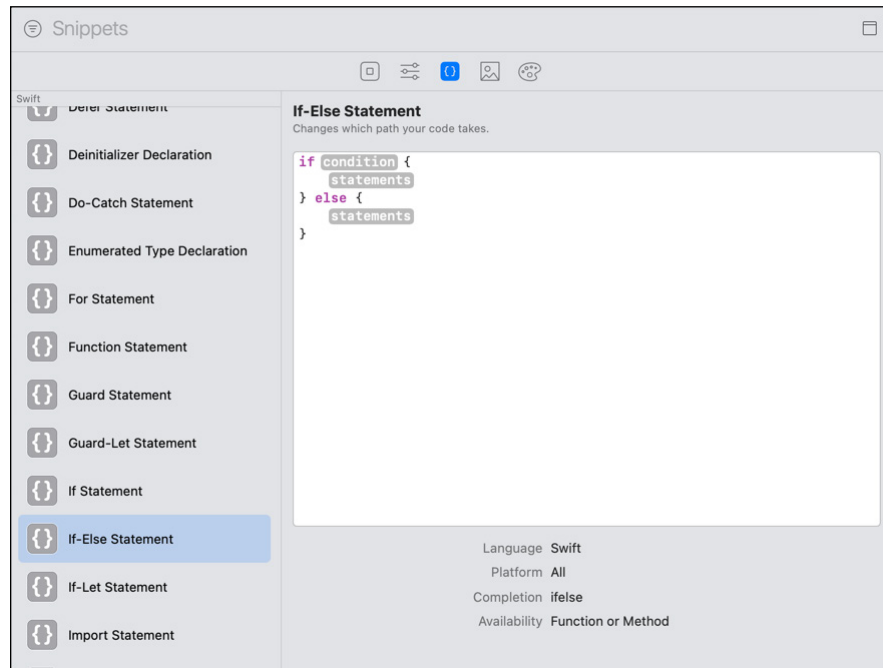 Snippets
Swift
Defer Statement
Deinitializer Declaration
Do-Catch Statement
Enumerated Type Declaration
For Statement
Function Statement
Guard Statement
Guard-Let Statement
If Statement
If-Else Statement
If-Let Statement
Import Statement
If-Else Statement
Changes which path your code takes.
if condition {
statements
} else {
statements
}
Language Swift
Platform All
Completion ifelse
Availability Function or Method